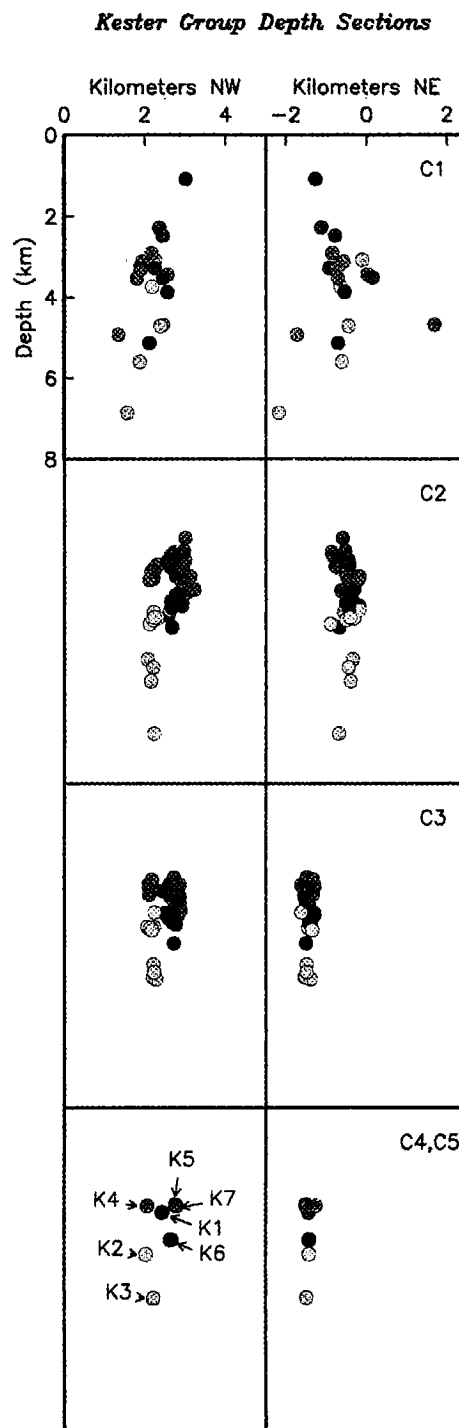 Kester Group Depth Sections
Kilometers NW Kilometers NE
0 2 4 −2 0 2
0
C1
2
Depth (km)
4
6
8
C2
C3
C4,C5
K5
K4 K7
K1
K2 K6
K3